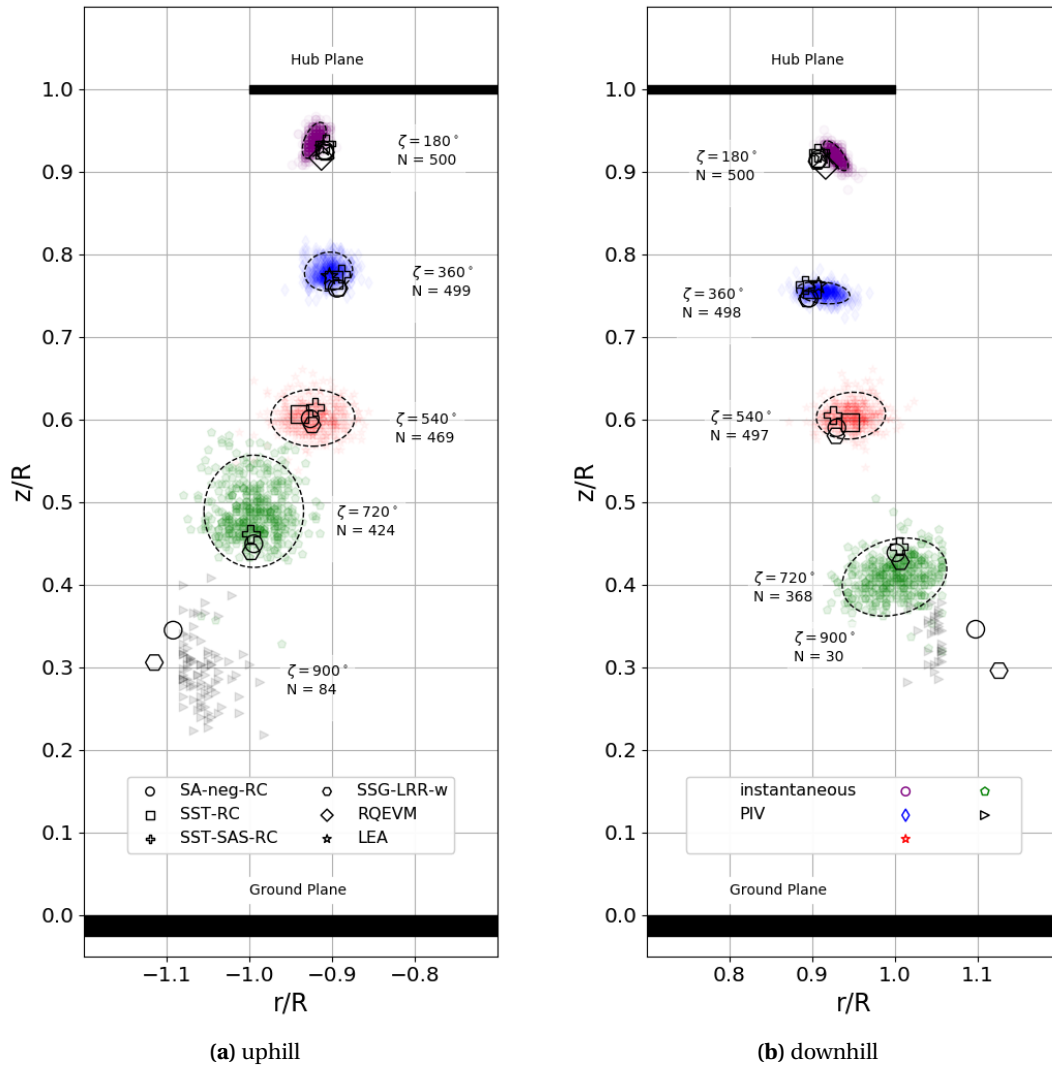 Hub Plane
1.0
ζ = 180°
N = 500
0.9
ζ = 360°
N = 499
0.8
0.7
ζ = 540°
N = 469
0.6
0.5
ζ = 720°
N = 424
0.4
0.3
ζ = 900°
N = 84
0.2
SA-neg-RC
SST-RC
SST-SAS-RC
SSG-LRR-w
RQEVM
LEA
0.1
Ground Plane
0.0
z/R
−1.1 −1.0 −0.9 −0.8
r/R
(a) uphill
Hub Plane
1.0
ζ = 180°
N = 500
0.9
0.8
ζ = 360°
N = 498
0.7
ζ = 540°
N = 497
0.6
0.5
ζ = 720°
N = 368
0.4
ζ = 900°
N = 30
0.3
0.2
instantaneous
PIV
0.1
Ground Plane
0.0
z/R
0.8 0.9 1.0 1.1
r/R
(b) downhill